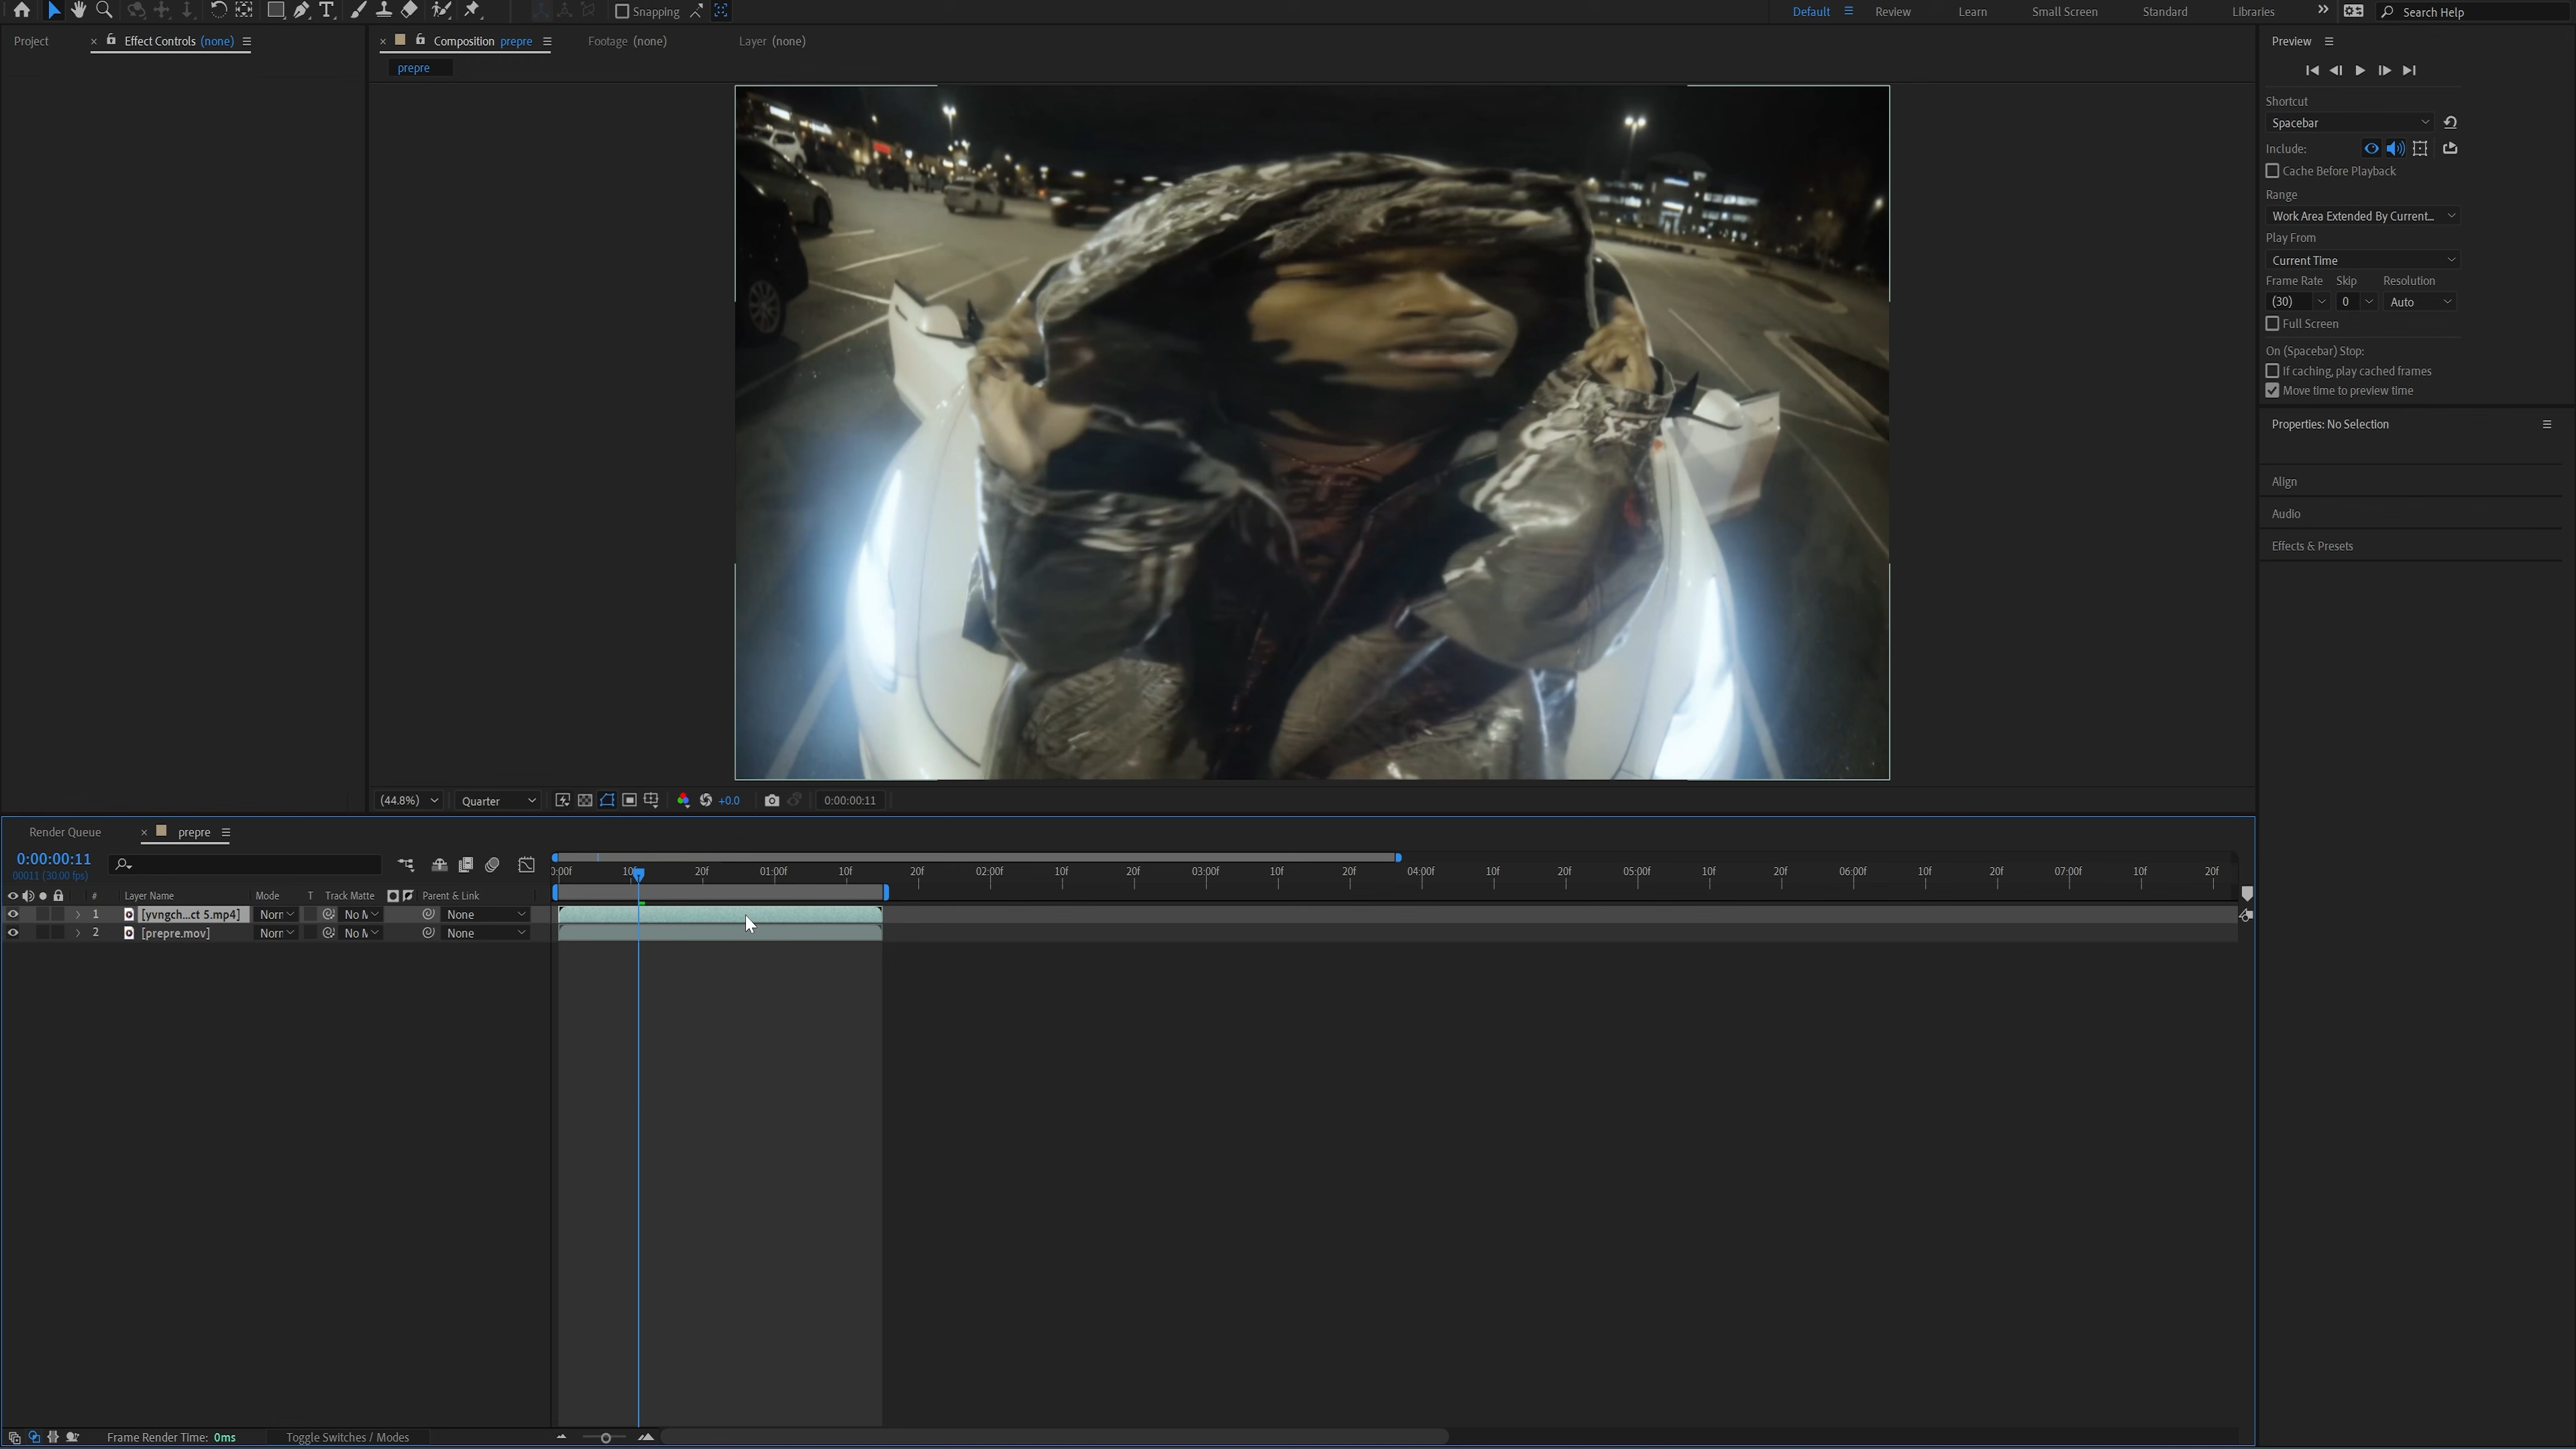 Snapping
Default
Review
Learn
Small Screen
Standard
Libraries
Search Help
Project
Effect Controls (none)
Composition prepre
Footage (none)
Layer (none)
prepre
Preview
Shortcut
Spacebar
Include:
Cache Before Playback
Range
Work Area Extended By Current...
Play From
Current Time
Frame Rate Skip Resolution
(30) 0 Auto
Full Screen
On (Spacebar) Stop:
If caching, play cached frames
Move time to preview time
Properties: No Selection
Align
Audio
Effects & Presets
(44.8%) Quarter +0.0 0:00:00:11
Render Queue
prepre
0:00:00:11
00011 (30.00 fps)
# Layer Name Mode T Track Matte Parent & Link
1 [yvngch...ct 5.mp4] Norr No M None
2 [prepre.mov] Norr No M None
0:00f 10f 20f 01:00f 10f 20f 02:00f 10f 20f 03:00f 10f 20f 04:00f 10f 20f 05:00f 10f 20f 06:00f 10f 20f 07:00f 10f 20f
Frame Render Time: 0ms
Toggle Switches / Modes